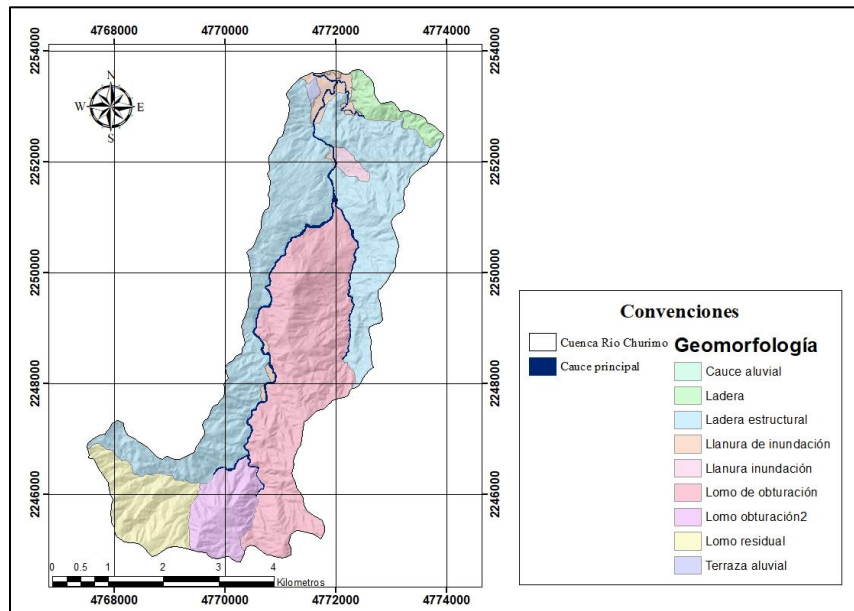 4768000 4770000 4772000 4774000
2254000
2252000
2250000
2248000
2246000
2254000
2252000
2250000
2248000
2246000
N
W E
S
0 0.5 1 2 3 4
Kilometros
4768000 4770000 4772000 4774000
Convenciones
Cuenca Rio Churimo
Cauce principal
Geomorfología
Cauce aluvial
Ladera
Ladera estructural
Llanura de inundación
Llanura inundación
Lomo de obturación
Lomo obturación2
Lomo residual
Terraza aluvial